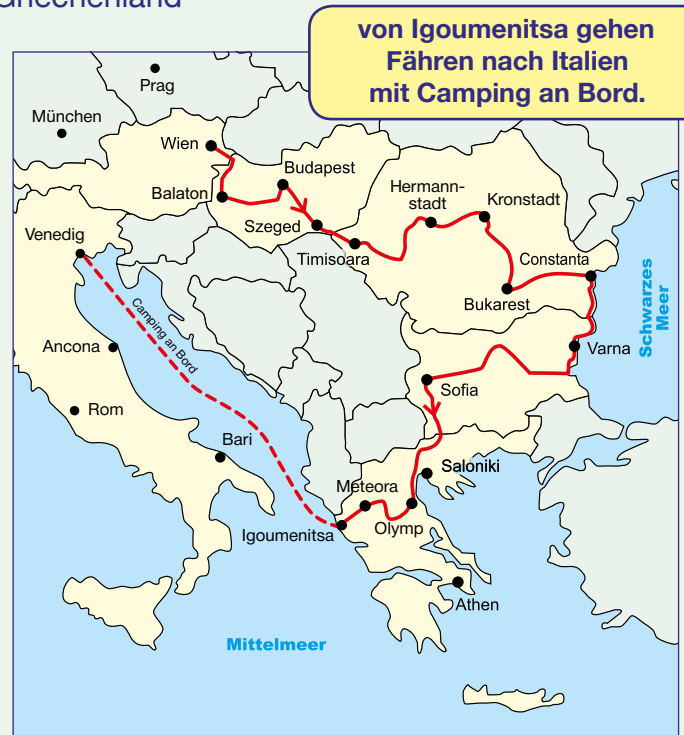 Griechenland
von Igoumenitsa gehen
Fähren nach Italien
mit Camping an Bord.
Prag
München
Wien
Budapest
Balaton
Hermann-
stadt
Kronstadt
Szeged
Venedig
Timisoara
Constanta
Bukarest
Schwarzes
Meer
Camping an Bord
Ancona
Varna
Sofia
Rom
Bari
Saloniki
Meteora
Igoumenitsa
Olymp
Athen
Mittelmeer